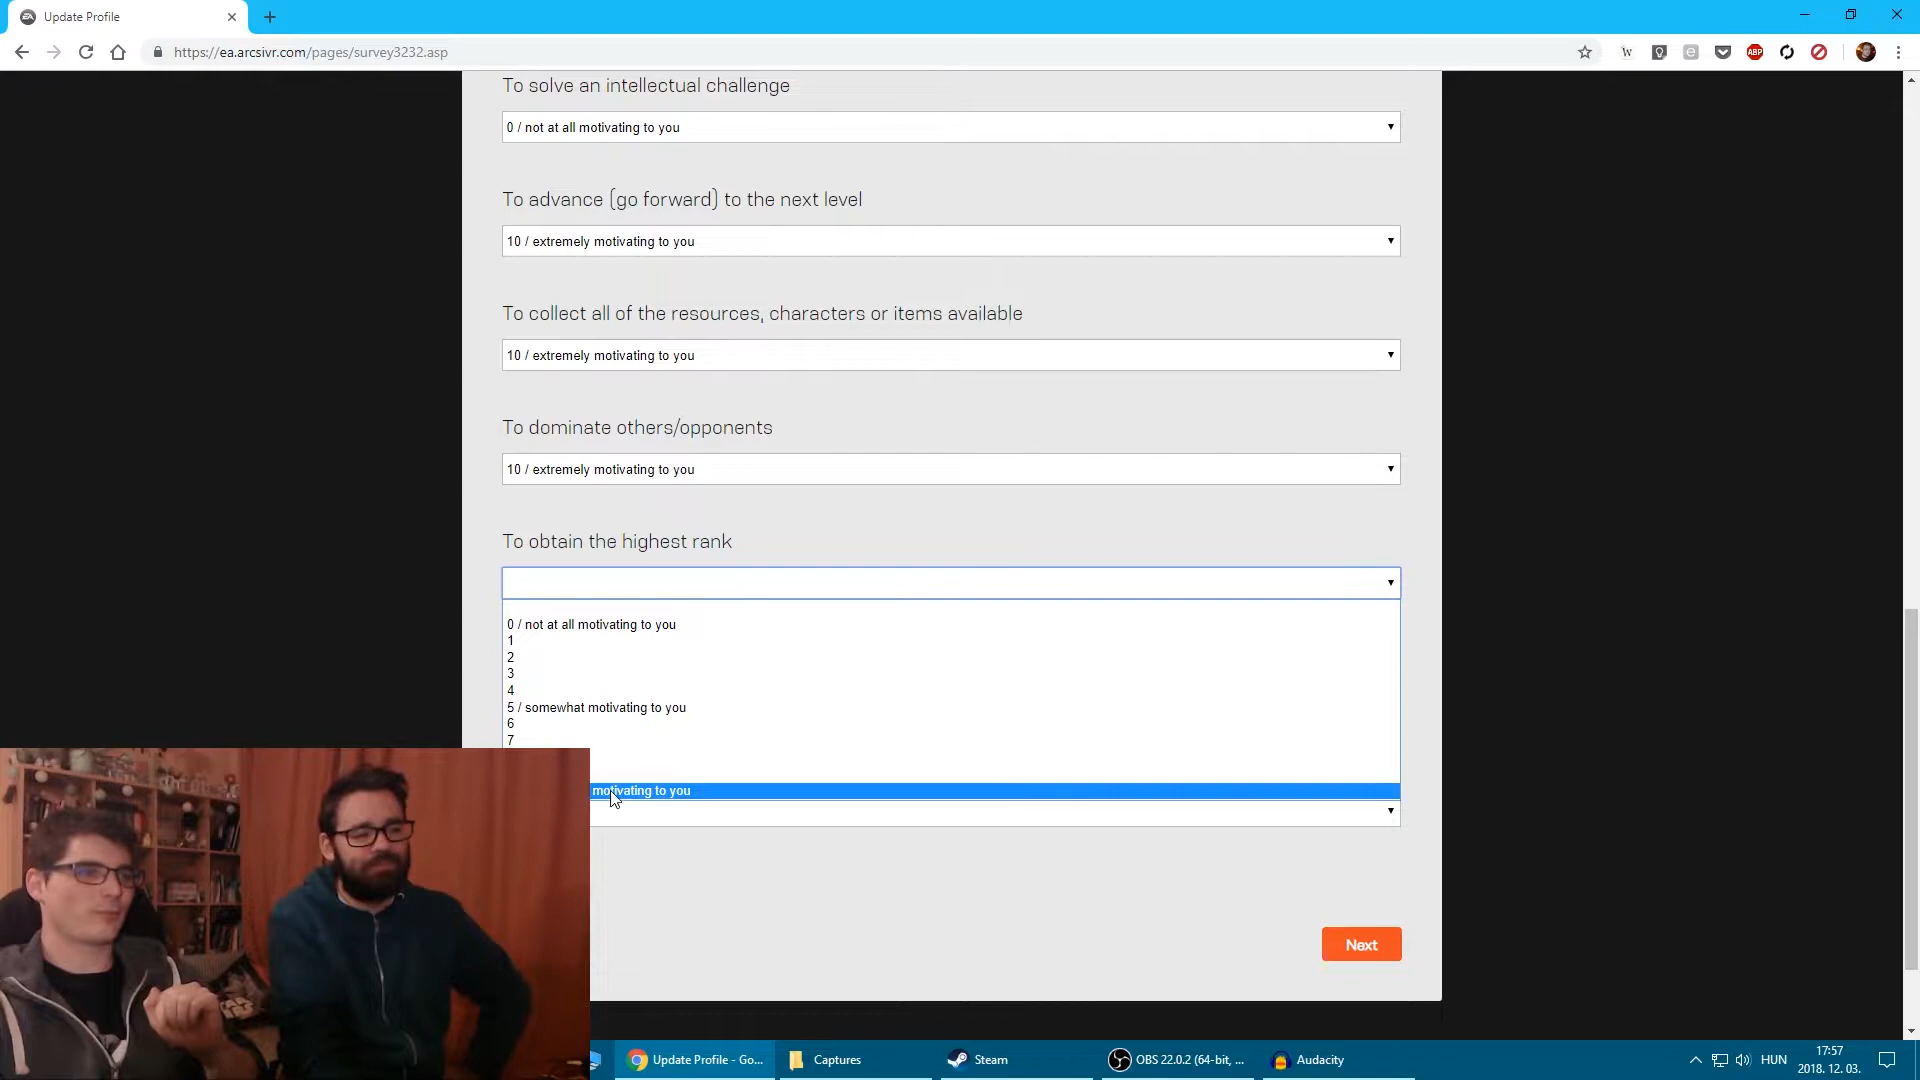 Update Profile
https://ea.arcsivr.com/pages/survey3232.asp
W
ABP
To solve an intellectual challenge
0 / not at all motivating to you
To advance (go forward) to the next level
10 / extremely motivating to you
To collect all of the resources, characters or items available
10 / extremely motivating to you
To dominate others/opponents
10 / extremely motivating to you
To obtain the highest rank
0 / not at all motivating to you
1
2
3
4
5 / somewhat motivating to you
6
7
motivating to you
Next
Update Profile - Go...
Captures
Steam
OBS 22.0.2 (64-bit, ...
Audacity
HUN
17:57
2018. 12. 03.